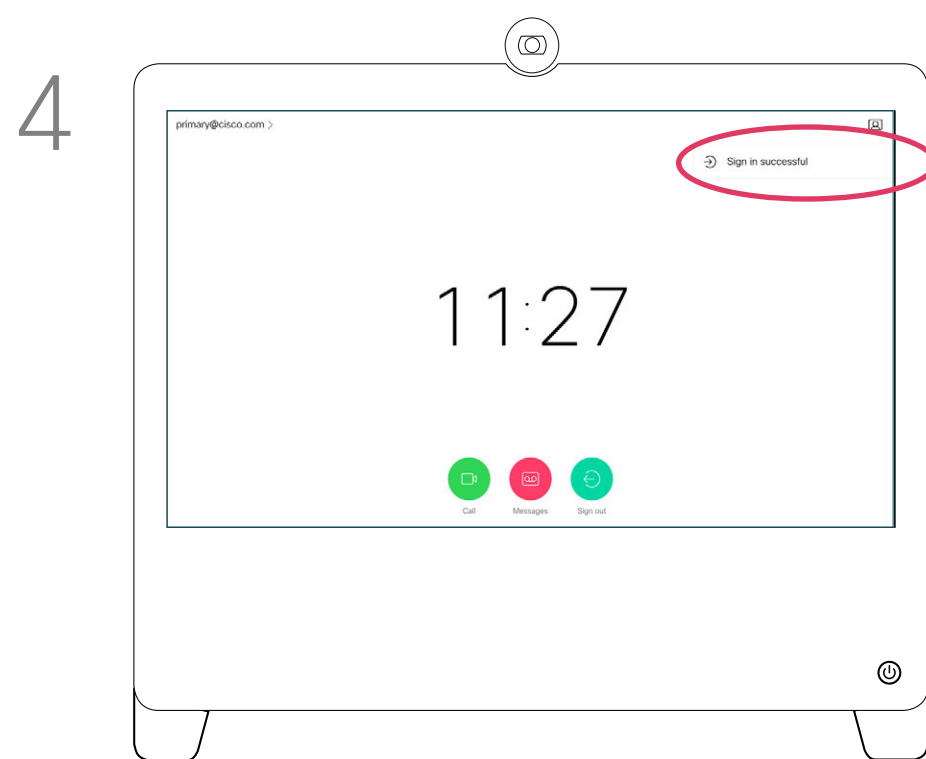 4
primary@cisco.com >
Sign in successful
11:27
Call Messages Sign out